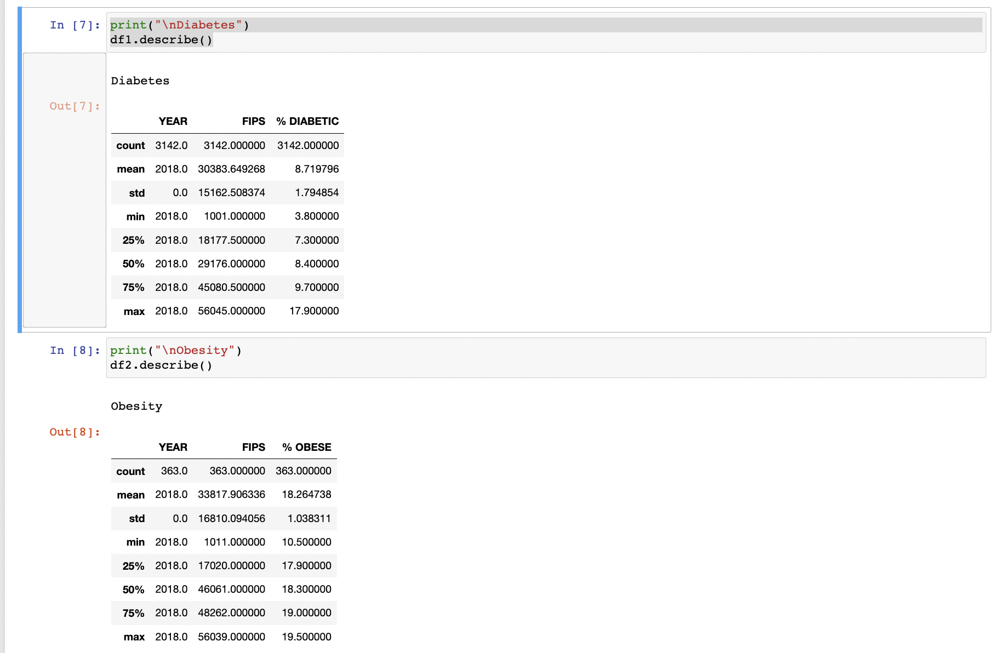 In [7]: print("\nDiabetes")
df1.describe()
Diabetes
Out[7]:
YEAR FIPS % DIABETIC
count 3142.0 3142.000000 3142.000000
mean 2018.0 30383.649268 8.719796
std 0.0 15162.508374 1.794854
min 2018.0 1001.000000 3.800000
25% 2018.0 18177.500000 7.300000
50% 2018.0 29176.000000 8.400000
75% 2018.0 45080.500000 9.700000
max 2018.0 56045.000000 17.900000
In [8]: print("\nObesity")
df2.describe()
Obesity
Out[8]:
YEAR FIPS % OBESE
count 363.0 363.000000 363.000000
mean 2018.0 33817.906336 18.264738
std 0.0 16810.094056 1.038311
min 2018.0 1011.000000 10.500000
25% 2018.0 17020.000000 17.900000
50% 2018.0 46061.000000 18.300000
75% 2018.0 48262.000000 19.000000
max 2018.0 56039.000000 19.500000